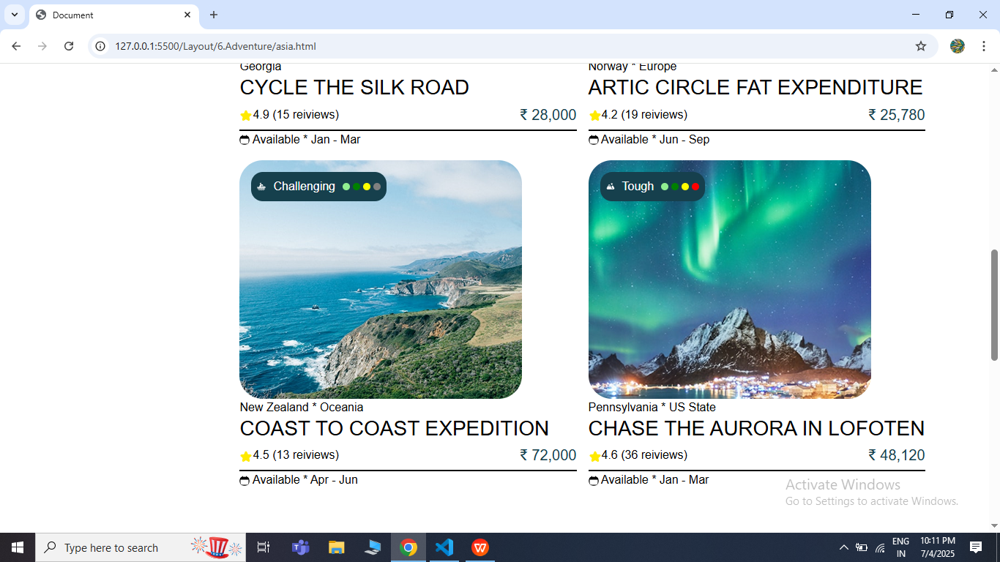 Document
127.0.0.1:5500/Layout/6.Adventure/asia.html
Georgia
CYCLE THE SILK ROAD
4.9 (15 reiviews)
₹ 28,000
Available * Jan - Mar
Norway * Europe
ARTIC CIRCLE FAT EXPENDITURE
4.2 (19 reiviews)
₹ 25,780
Available * Jun - Sep
Challenging
New Zealand * Oceania
COAST TO COAST EXPEDITION
4.5 (13 reiviews)
₹ 72,000
Available * Apr - Jun
Tough
Pennsylvania * US State
CHASE THE AURORA IN LOFOTEN
4.6 (36 reiviews)
₹ 48,120
Available * Jan - Mar
Activate Windows
Go to Settings to activate Windows.
Type here to search
ENG
IN
10:11 PM
7/4/2025